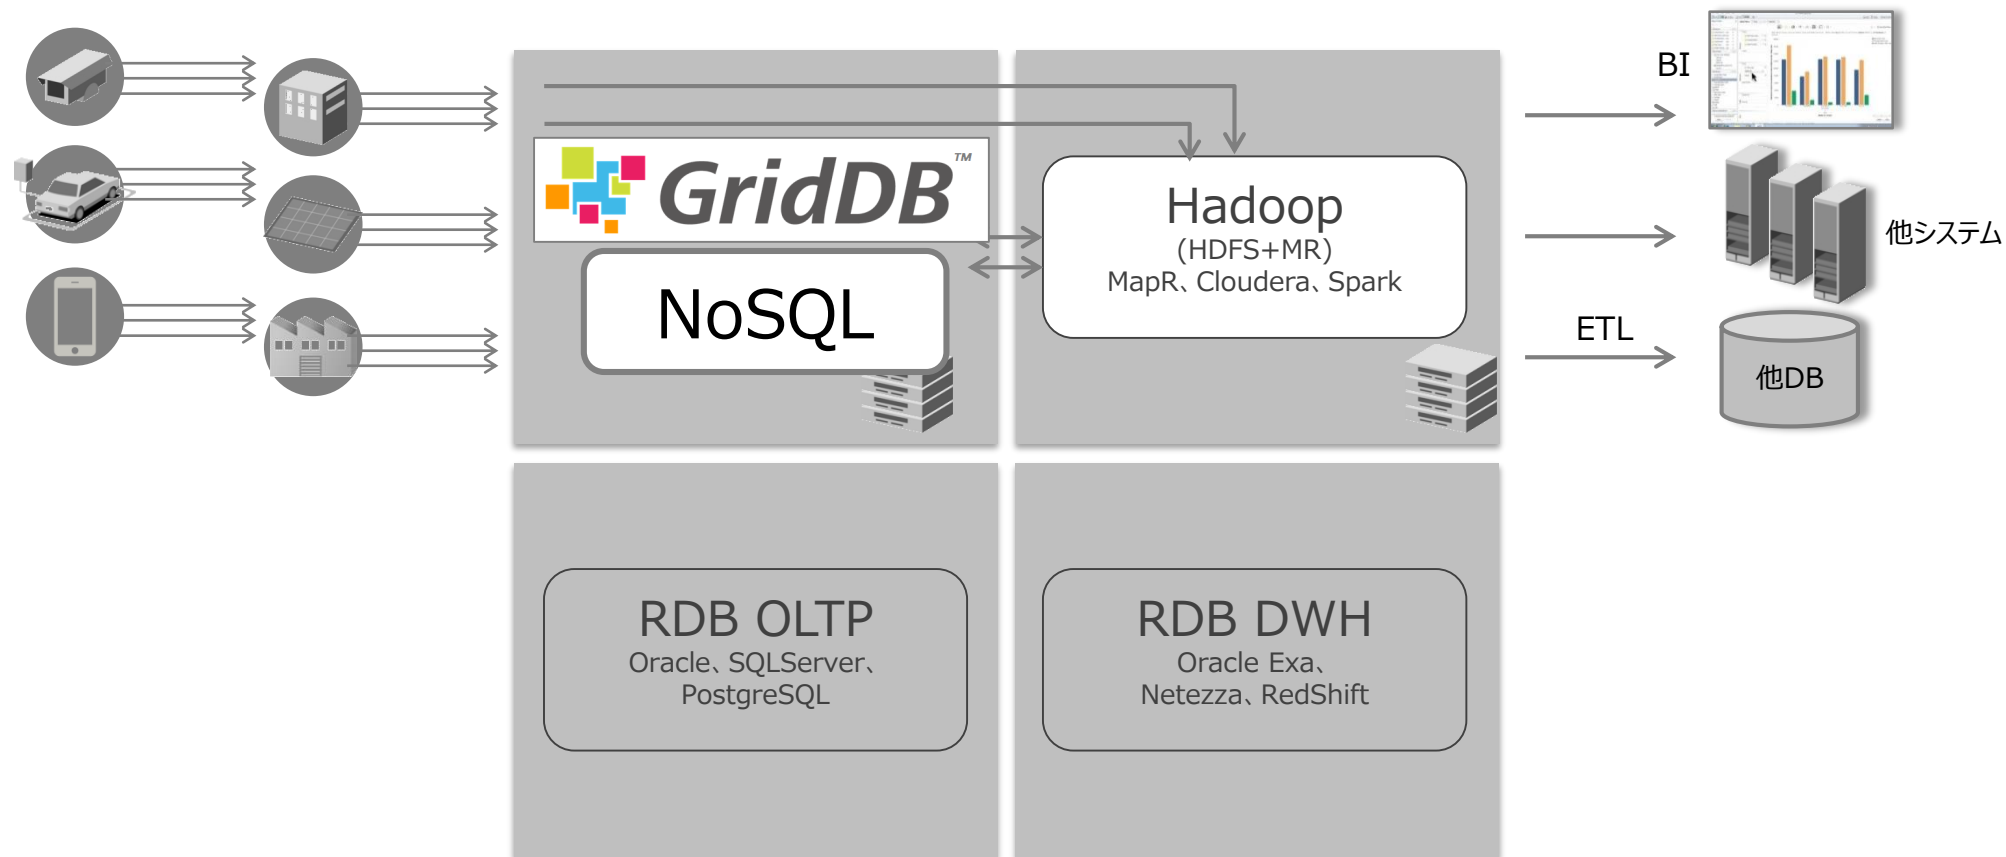 GridDB™
NoSQL
Hadoop
(HDFS+MR)
MapR、Cloudera、Spark
BI
他システム
ETL
他DB
RDB OLTP
Oracle、SQLServer、
PostgreSQL
RDB DWH
Oracle Exa、
Netezza、RedShift